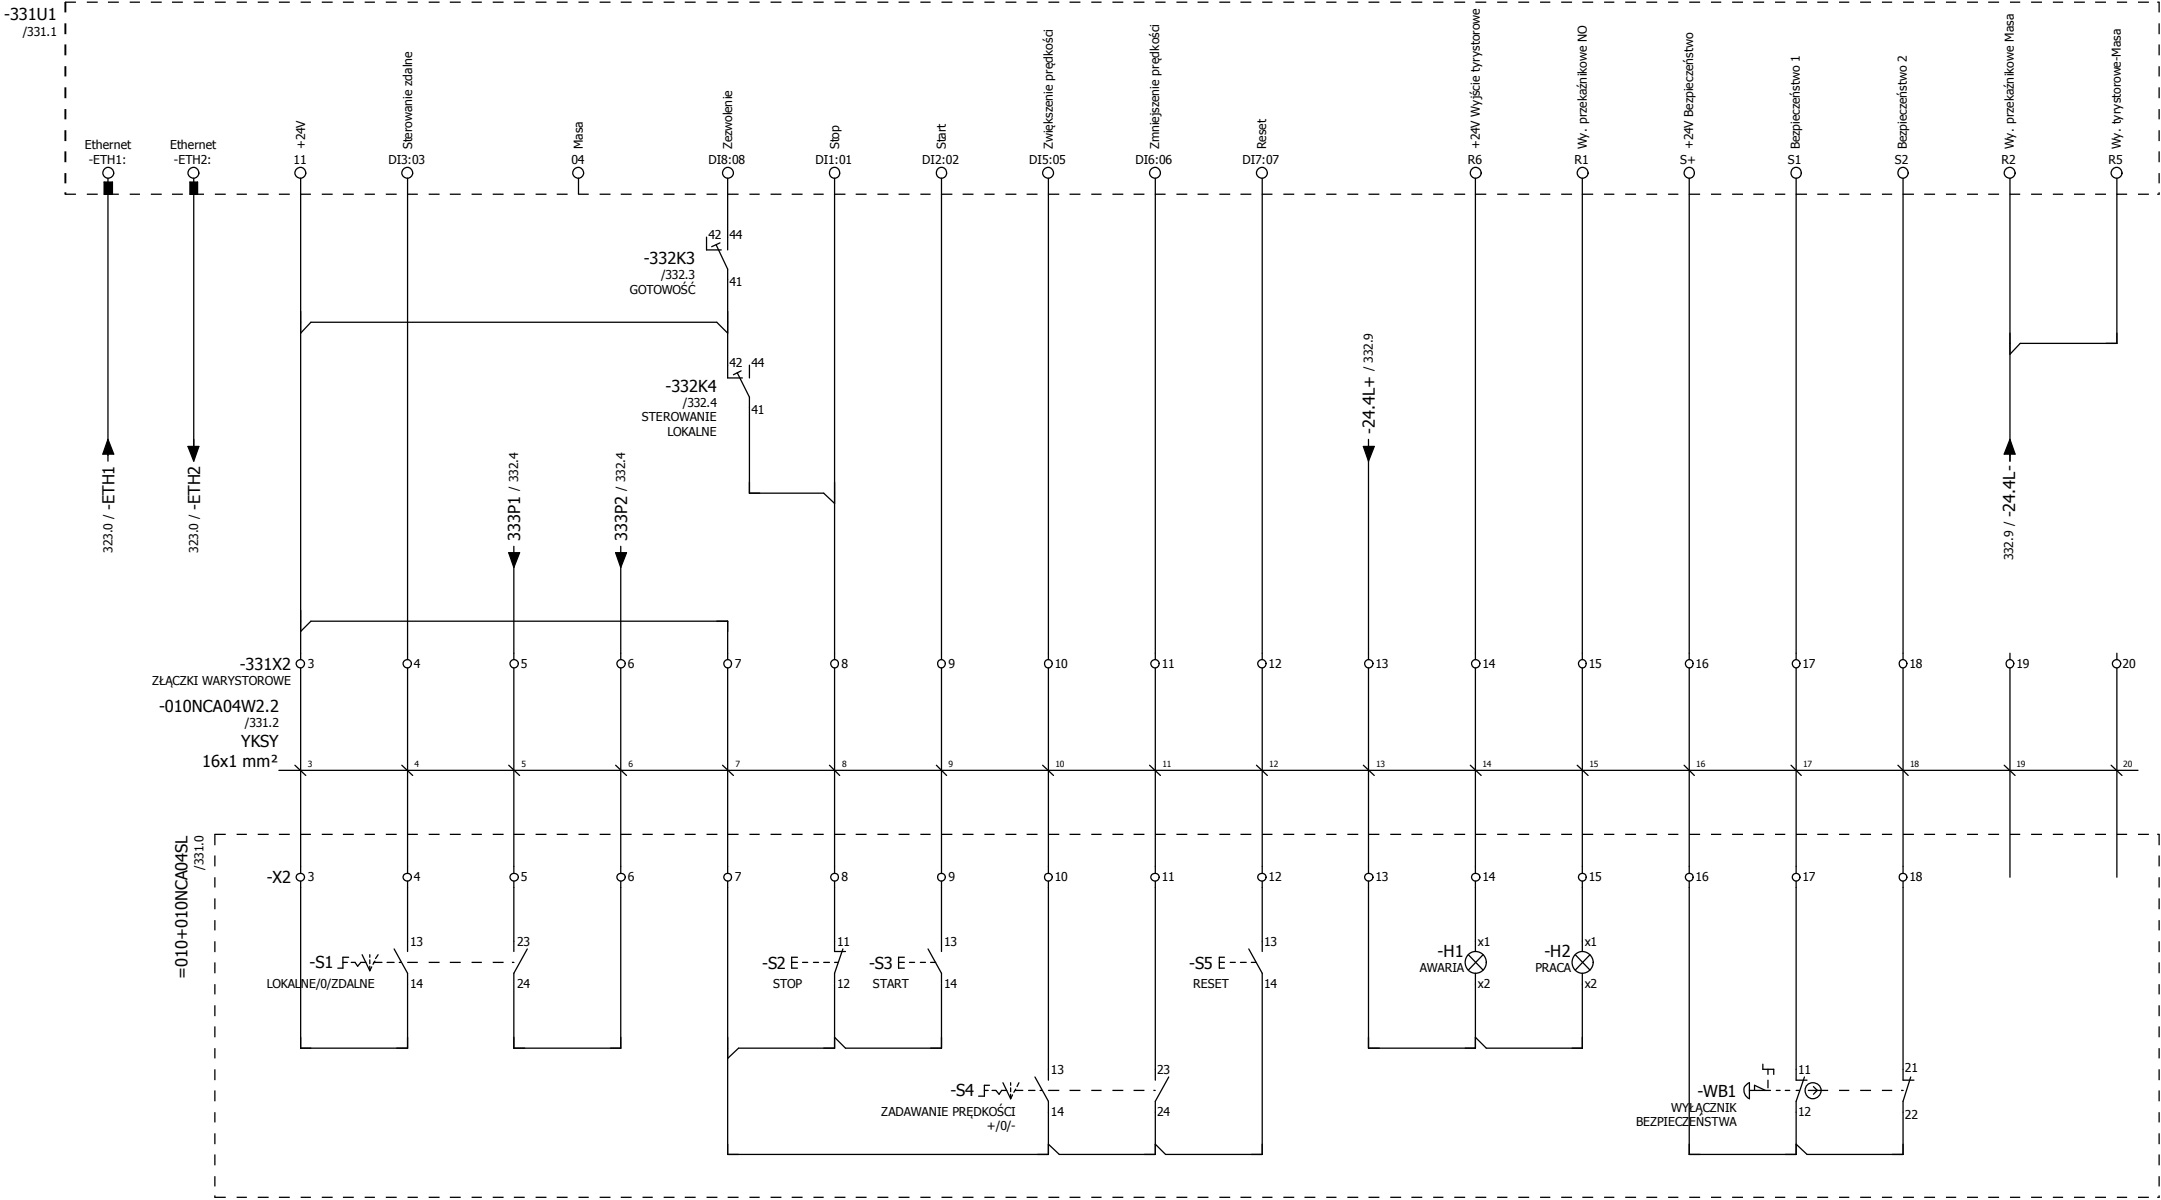 -331U1
/331.1
Ethernet
-ETH1:
Ethernet
-ETH2:
+24V
11
Sterowanie zdalne
DI3:03
Masa
04
Zezwolenie
DI8:08
Stop
DI1:01
Start
DI2:02
Zwiększenie prędkości
DI5:05
Zmniejszenie prędkości
DI6:06
Reset
DI7:07
+24V Wyjście tyrystorowe
R6
Wy. przekaźnikowe NO
R1
+24V Bezpieczeństwo
S+
Bezpieczeństwo 1
S1
Bezpieczeństwo 2
S2
Wy. przekaźnikowe Masa
R2
Wy. tyrystorowe-Masa
R5
42 44
-332K3
/332.3
GOTOWOŚĆ
41
42 44
-332K4
/332.4
STEROWANIE
LOKALNE
41
323.0 / -ETH1
323.0 / -ETH2
333P1 / 332.4
333P2 / 332.4
-24.4L+ / 332.9
332.9 / -24.4L-
-331X2
3 4 5 6 7 8 9 10 11 12 13 14 15 16 17 18 19 20
ZŁĄCZKI WARYSTOROWE
-010NCA04W2.2
/331.2
YKSY
16x1 mm²
3 4 5 6 7 8 9 10 11 12 13 14 15 16 17 18 19 20
=010+010NCA04SL
/331.0
-X2
3 4 5 6 7 8 9 10 11 12 13 14 15 16 17 18
-S1
LOKALNE/0/ZDALNE
13
14
23
24
-S2 E
STOP
11
12
-S3 E
START
13
14
-S5 E
RESET
13
14
-H1
AWARIA
x1
x2
-H2
PRACA
x1
x2
-S4
ZADAWANIE PRĘDKOŚCI
+/0/-
13
14
23
24
-WB1
WYŁĄCZNIK
BEZPIECZEŃSTWA
11
12
21
22